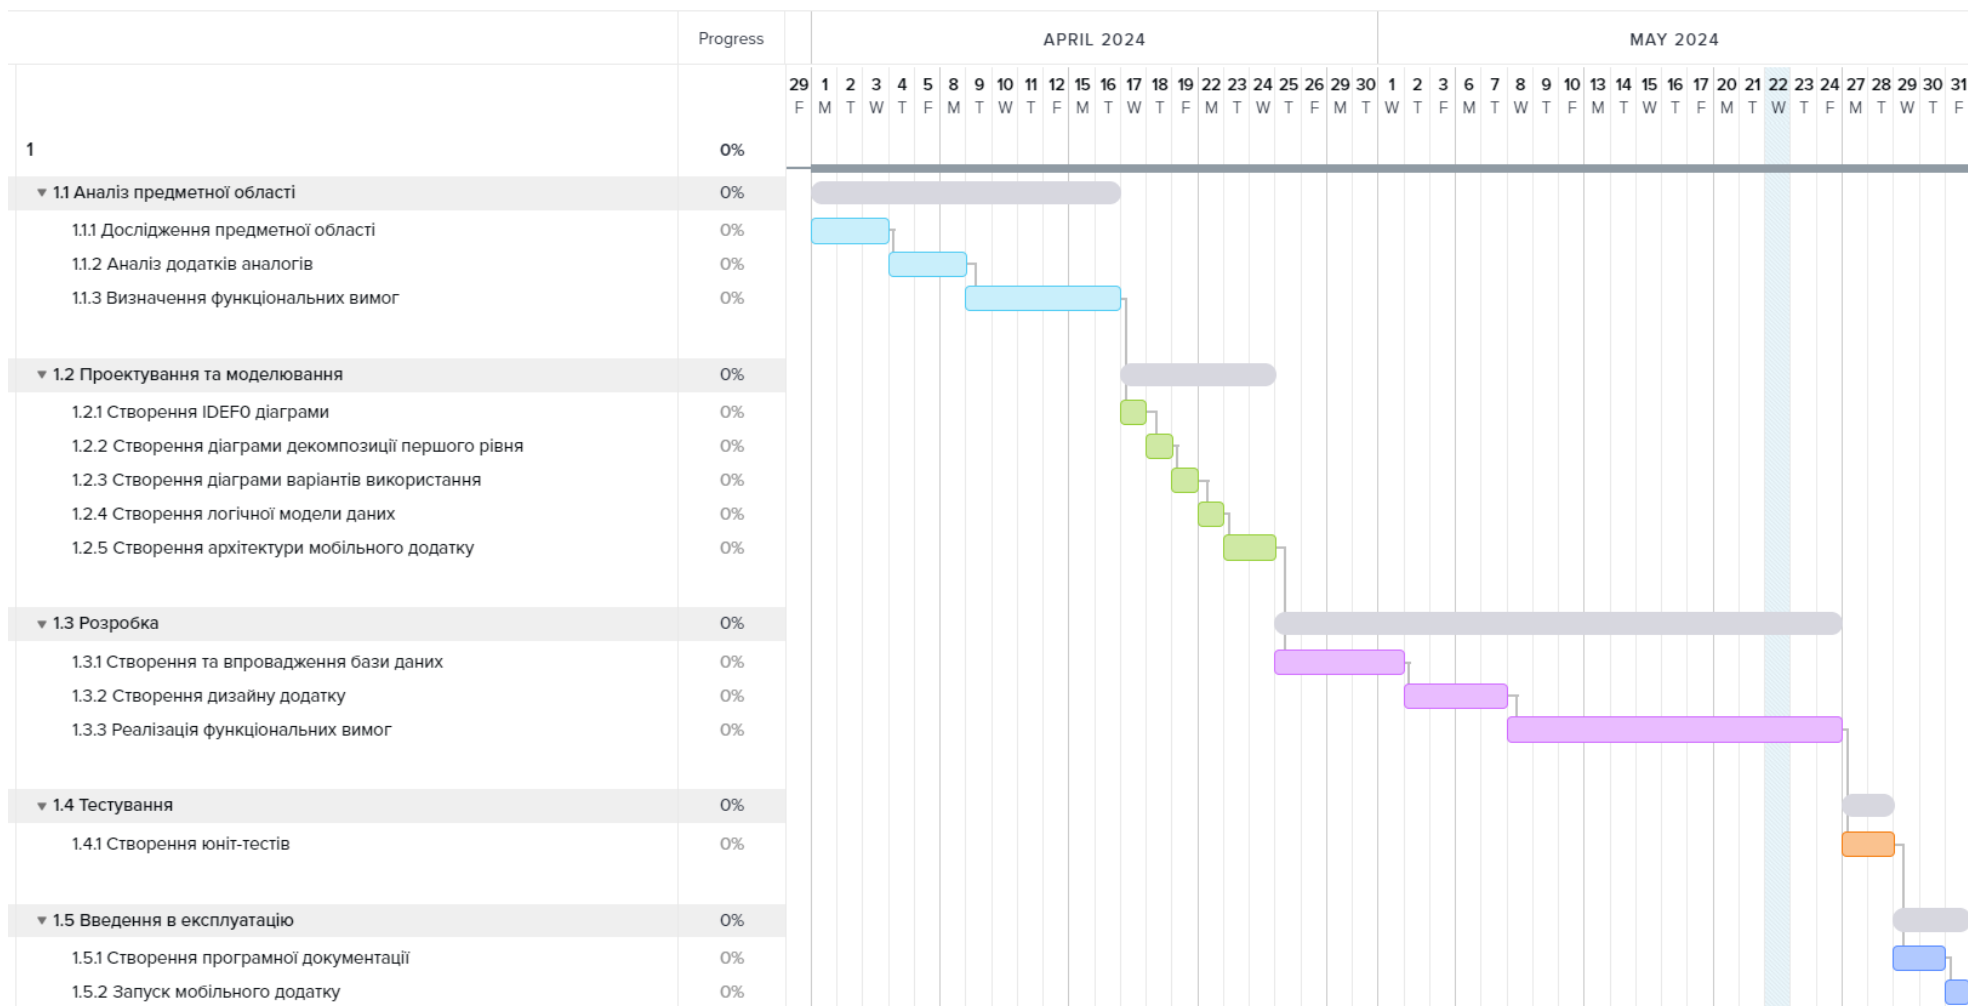 Progress
APRIL 2024
MAY 2024
29 1 2 3 4 5 8 9 10 11 12 15 16 17 18 19 22 23 24 25 26 29 30 1 2 3 6 7 8 9 10 13 14 15 16 17 20 21 22 23 24 27 28 29 30 31
F M T W T F M T W T F M T W T F M T W T F M T W T F M T W T F M T W T F M T W T F M T W T F
1 0%
1.1 Аналіз предметної області 0%
1.1.1 Дослідження предметної області 0%
1.1.2 Аналіз додатків аналогів 0%
1.1.3 Визначення функціональних вимог 0%
1.2 Проектування та моделювання 0%
1.2.1 Створення IDEF0 діаграми 0%
1.2.2 Створення діаграми декомпозиції першого рівня 0%
1.2.3 Створення діаграми варіантів використання 0%
1.2.4 Створення логічної модели даних 0%
1.2.5 Створення архітектури мобільного додатку 0%
1.3 Розробка 0%
1.3.1 Створення та впровадження бази даних 0%
1.3.2 Створення дизайну додатку 0%
1.3.3 Реалізація функціональних вимог 0%
1.4 Тестування 0%
1.4.1 Створення юніт-тестів 0%
1.5 Введення в експлуатацію 0%
1.5.1 Створення програмної документації 0%
1.5.2 Запуск мобільного додатку 0%